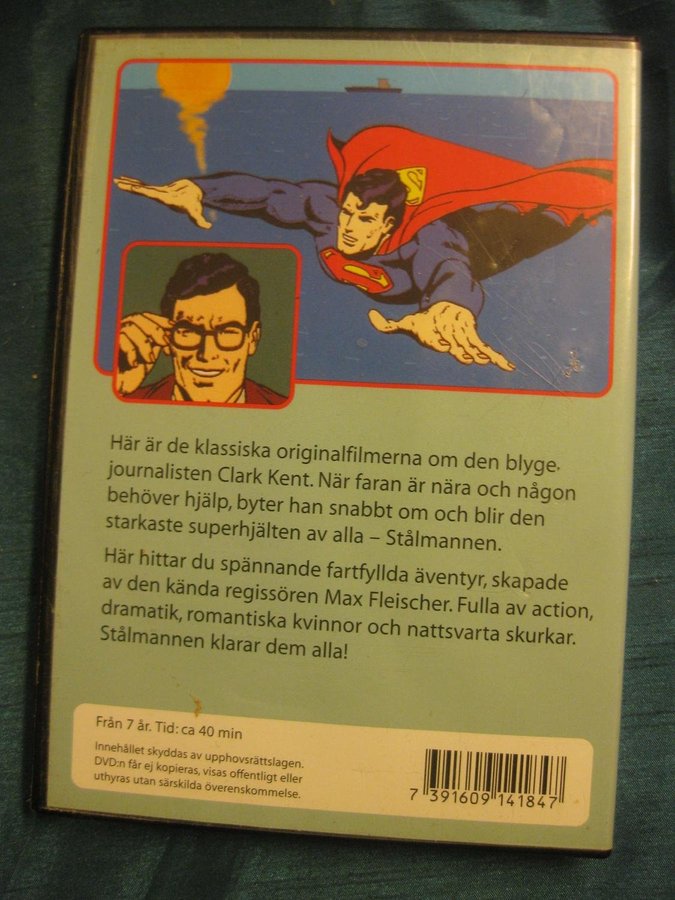 Här är de klassiska originalfilmerna om den blyge,
journalisten Clark Kent. När faran är nära och någon
behöver hjälp, byter han snabbt om och blir den
starkaste superhjälten av alla – Stålmannen.
Här hittar du spännande fartfyllda äventyr, skapade
av den kända regissören Max Fleischer. Fulla av action,
dramatik, romantiska kvinnor och nattsvarta skurkar.
Stålmannen klarar dem alla!
Från 7 år. Tid: ca 40 min
Innehållet skyddas av upphovsrättslagen.
DVD:n får ej kopieras, visas offentligt eller
uthyras utan särskilda överenskommelse.
7 391609 141847